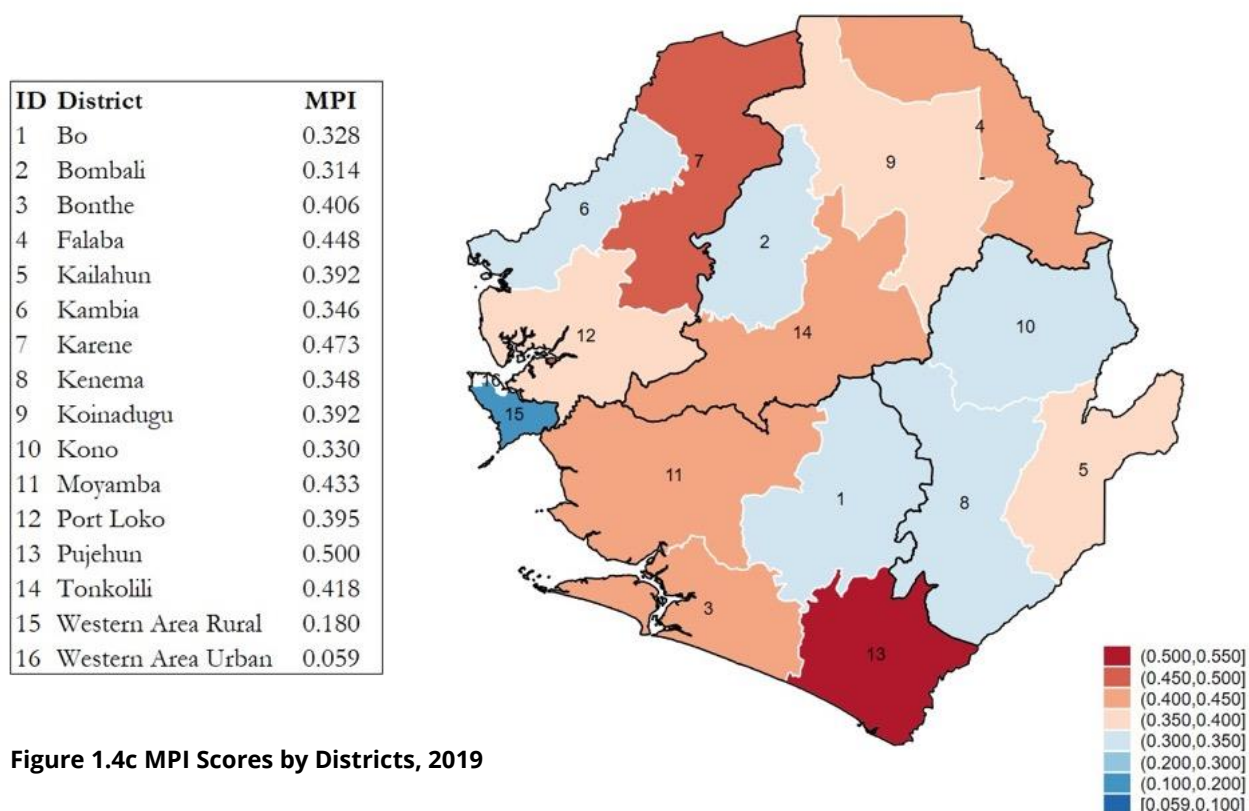 ID District MPI
1 Bo 0.328
2 Bombali 0.314
3 Bonthe 0.406
4 Falaba 0.448
5 Kailahun 0.392
6 Kambia 0.346
7 Karene 0.473
8 Kenema 0.348
9 Koinadugu 0.392
10 Kono 0.330
11 Moyamba 0.433
12 Port Loko 0.395
13 Pujehun 0.500
14 Tonkolili 0.418
15 Western Area Rural 0.180
16 Western Area Urban 0.059
4
7
9
6
2
10
12
14
16
15
5
11
1
8
3
13
(0.500,0.550]
(0.450,0.500]
(0.400,0.450]
(0.350,0.400]
(0.300,0.350]
(0.200,0.300]
(0.100,0.200]
[0.059,0.100]
Figure 1.4c MPI Scores by Districts, 2019